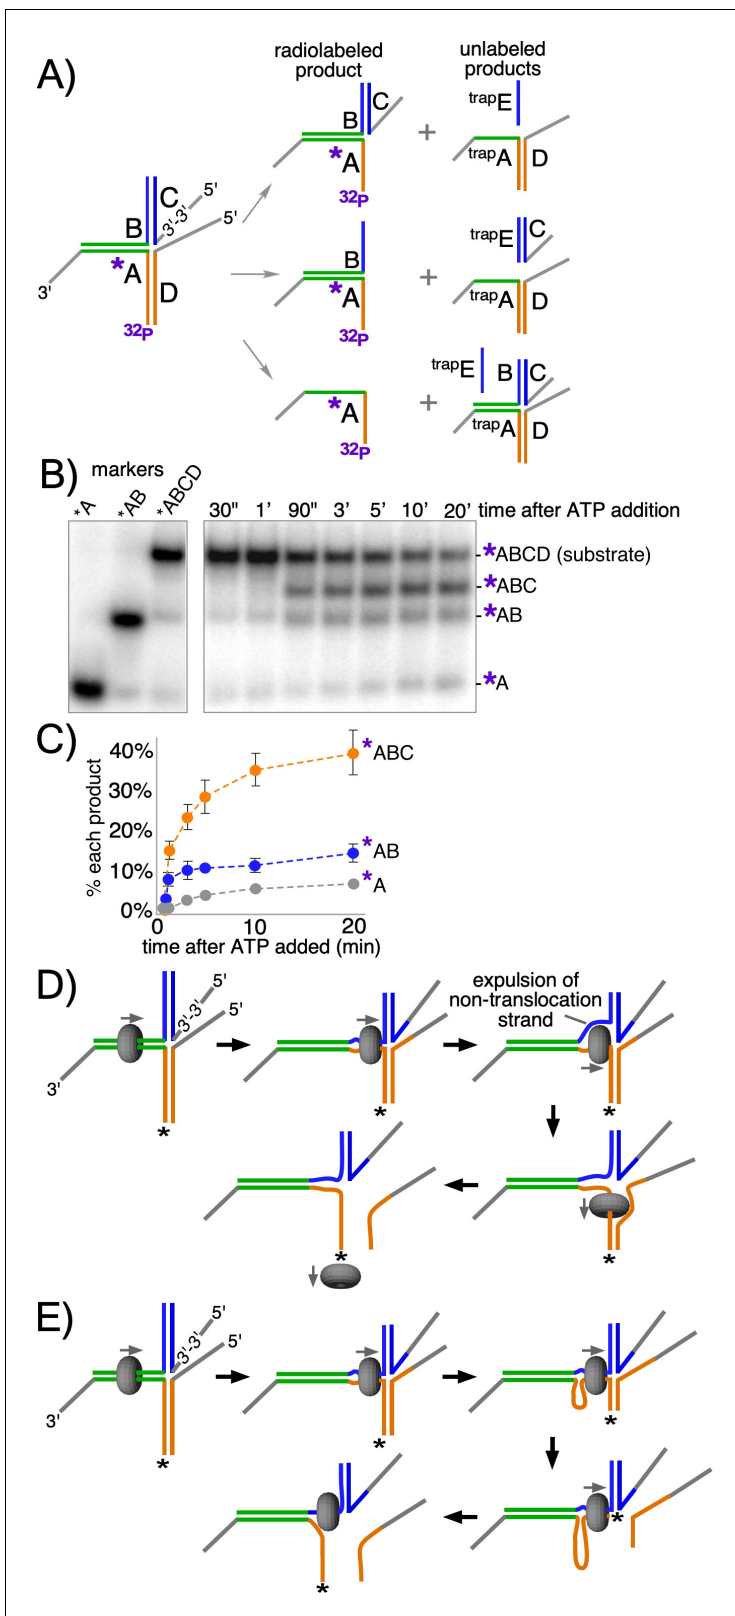 A)
radiolabeled
product
unlabeled
products
B
C
*A
32P
+
trapE
trapA
D
B
C
5'
3'-3'
5'
*A
D
3'
32P
B
*A
32P
+
trapE
C
trapA
D
*A
32P
+
trapE
B
C
trapA
D
B)
markers
*A
*AB
*ABCD
30" 1' 90" 3' 5' 10' 20' time after ATP addition
*ABCD (substrate)
*ABC
*AB
*A
C)
% each product
40%
30%
20%
10%
0%
*ABC
*AB
*A
0 10 20
time after ATP added (min)
D)
5'
3'-3'
5'
3'
*
*
expulsion of
non-translocation
strand
*
*
*
E)
5'
3'-3'
5'
3'
*
*
*
*
*